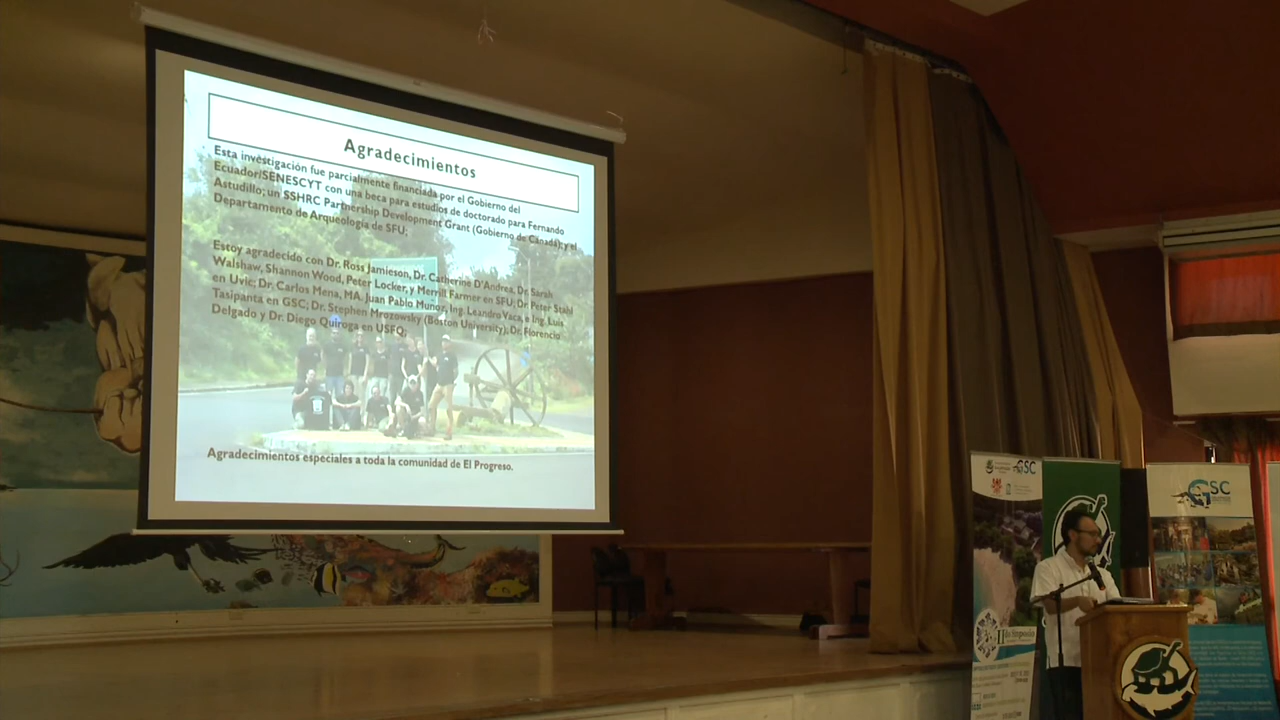 Agradecimientos
Esta investigación fue parcialmente financiada por el Gobierno del
Ecuador/SENESCYT con una beca para estudios de doctorado para Fernando
Astudillo; un SSHRC Partnership Development Grant (Gobierno de Canada); y el
Departamento de Arqueología de SFU;
Estoy agradecido con Dr. Ross Jamieson, Dr. Catherine D'Andrea, Dr. Sarah
Walshaw, Shannon Wood, Peter Locker, y Merrill Farmer en SFU; Dr. Peter Stahl
en Uvic; Dr. Carlos Mena, MA. Juan Pablo Muñoz, Ing. Leandro Vaca, e Ing. Luis
Tasipanta en GSC; Dr. Stephen Mrozowsky (Boston University); Dr. Florencio
Delgado y Dr. Diego Quiroga en USFQ;
Agradecimientos especiales a toda la comunidad de El Progreso.
GSC
GSC
II Simposio